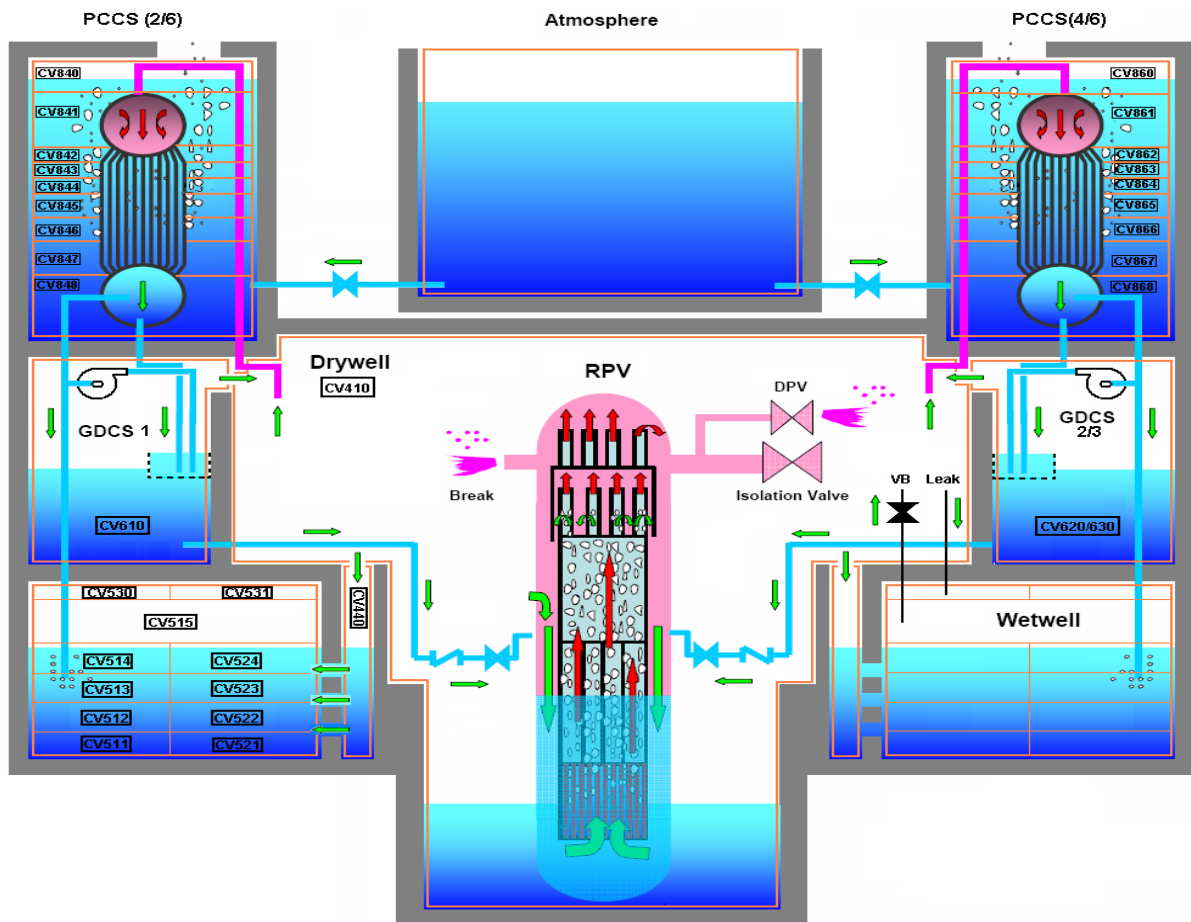 PCCS (2/6)
Atmosphere
PCCS(4/6)
CV840
CV841
CV842
CV843
CV844
CV845
CV846
CV847
CV848
CV860
CV861
CV862
CV863
CV864
CV865
CV866
CV867
CV868
Drywell
CV410
RPV
DPV
GDCS 1
GDCS
2/3
Break
Isolation Valve
VB
Leak
CV610
CV620/630
CV530
CV531
CV440
CV515
Wetwell
CV514
CV524
CV513
CV523
CV512
CV522
CV511
CV521